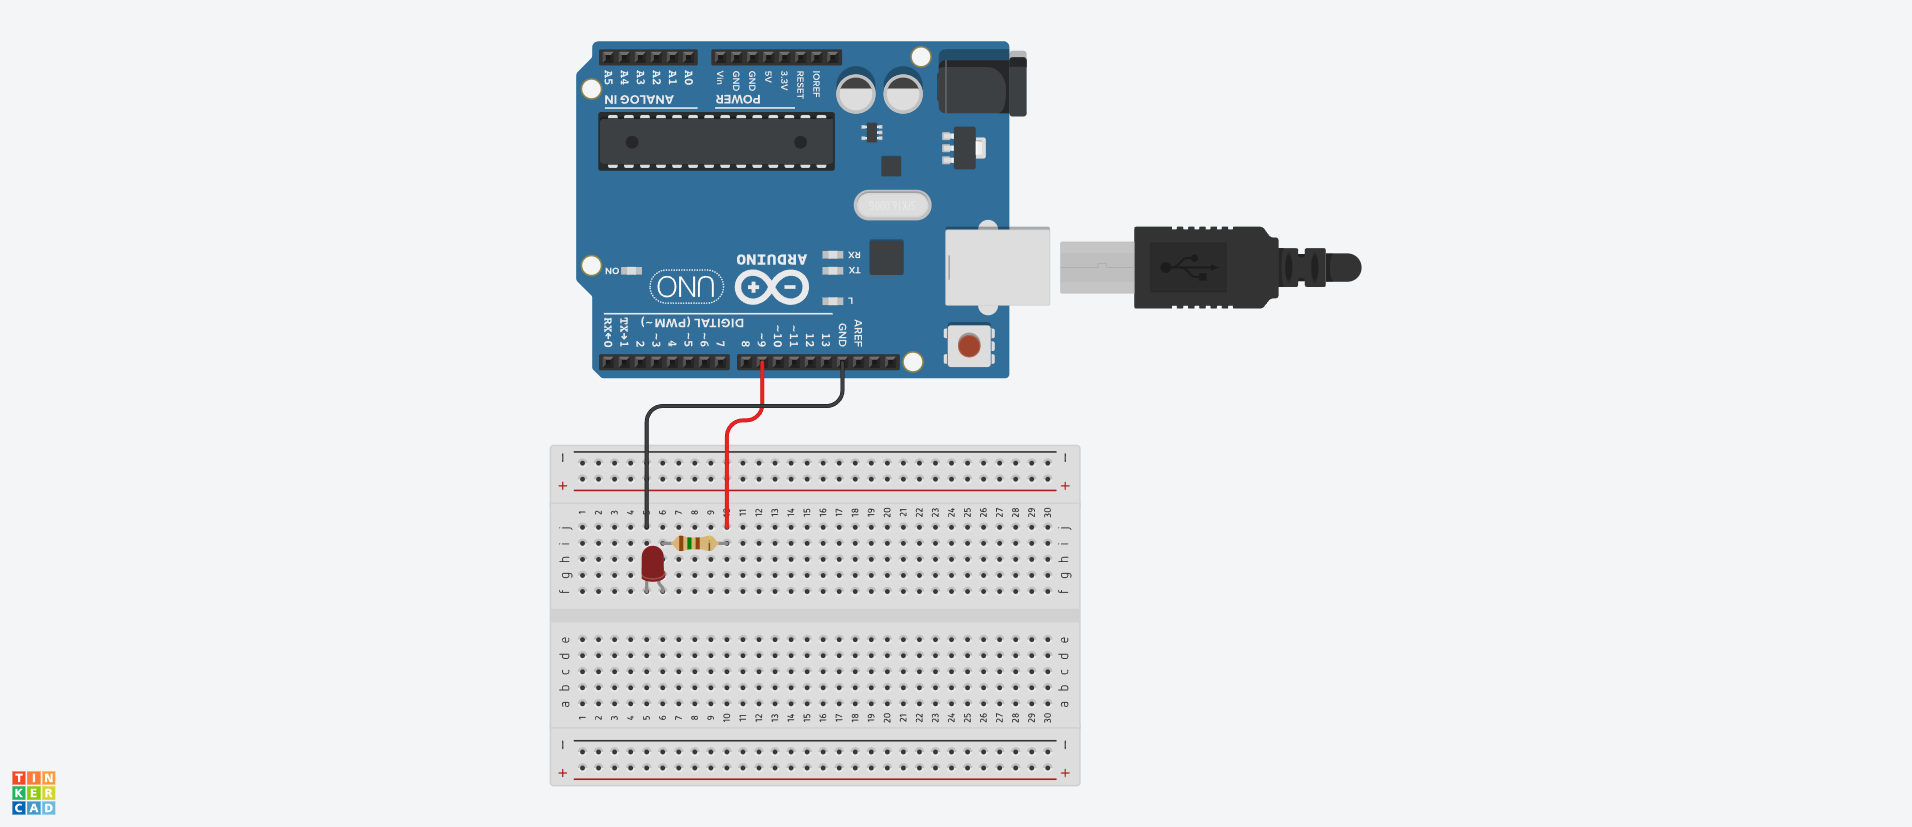 A5 A4 A3 A2 A1 A0 Vin GND GND 5V 3.3V RESET IOREF
ANALOG IN POWER
RX
ARDUINO
TX
ON
UNO
L
DIGITAL (PWM~)
RX←0 TX→1 2 ~3 4 ~5 ~6 7 8 ~9 ~10 ~11 12 13 GND AREF
− −
+ +
1 2 3 4 5 6 7 8 9 10 11 12 13 14 15 16 17 18 19 20 21 22 23 24 25 26 27 28 29 30
j j
i i
h h
g g
f f
e e
d d
c c
b b
a a
1 2 3 4 5 6 7 8 9 10 11 12 13 14 15 16 17 18 19 20 21 22 23 24 25 26 27 28 29 30
− −
+ +
TIN
KER
CAD